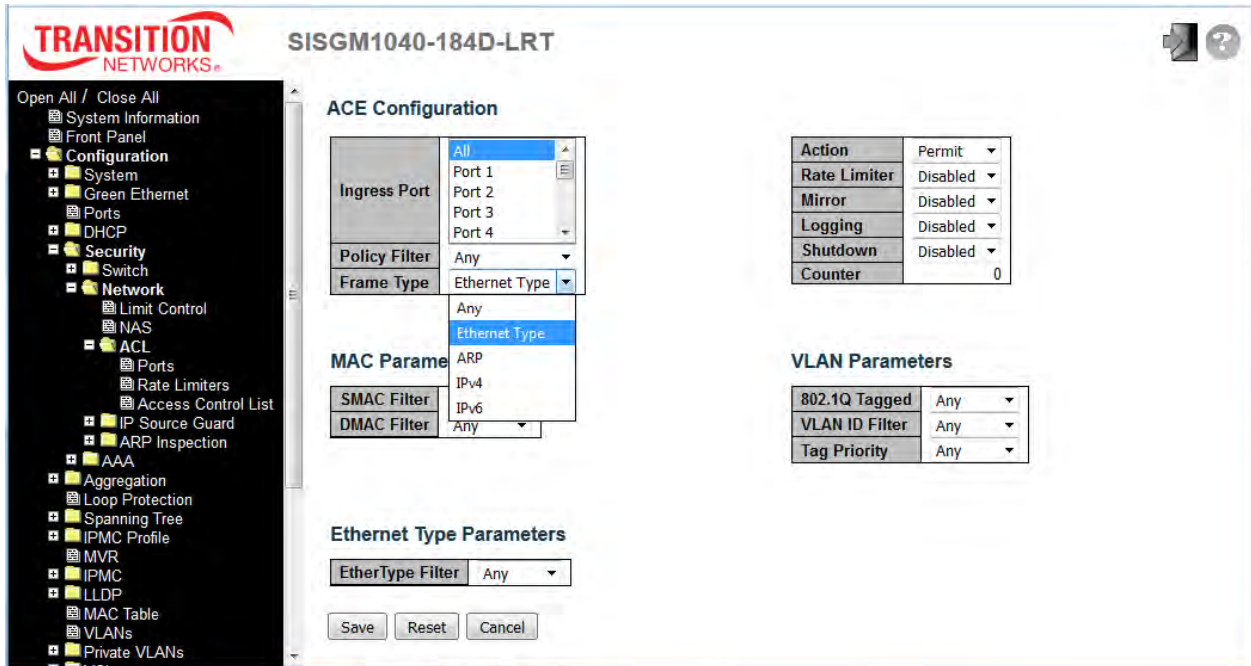 TRANSITION
NETWORKS®
SISGM1040-184D-LRT
Open All / Close All
System Information
Front Panel
Configuration
System
Green Ethernet
Ports
DHCP
Security
Switch
Network
Limit Control
NAS
ACL
Ports
Rate Limiters
Access Control List
IP Source Guard
ARP Inspection
AAA
Aggregation
Loop Protection
Spanning Tree
IPMC Profile
MVR
IPMC
LLDP
MAC Table
VLANs
Private VLANs
ACE Configuration
Ingress Port
All
Port 1
Port 2
Port 3
Port 4
Policy Filter Any
Frame Type Ethernet Type
Any
Ethernet Type
ARP
IPv4
IPv6
Action Permit
Rate Limiter Disabled
Mirror Disabled
Logging Disabled
Shutdown Disabled
Counter 0
MAC Parame
SMAC Filter
DMAC Filter Any
VLAN Parameters
802.1Q Tagged Any
VLAN ID Filter Any
Tag Priority Any
Ethernet Type Parameters
EtherType Filter Any
Save Reset Cancel